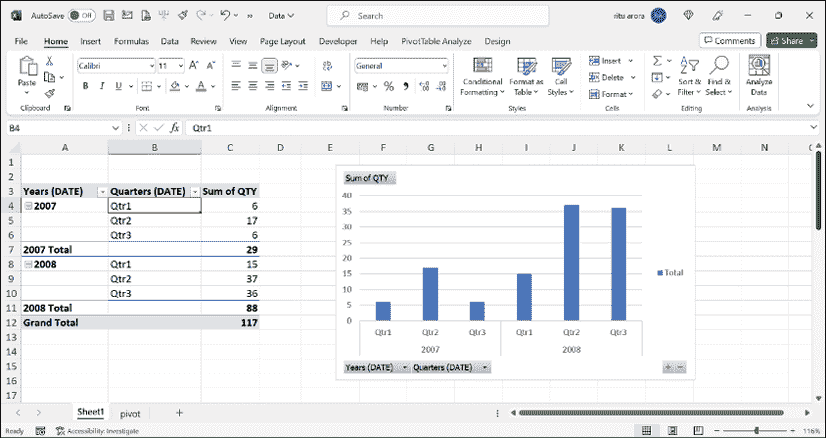 AutoSave Off Data Search ritu arora
File Home Insert Formulas Data Review View Page Layout Developer Help PivotTable Analyze Design Comments Share
Paste Calibri 11 General Conditional Formatting Format as Table Cell Styles Insert Delete Format Sort & Filter Find & Select Analyze Data
Clipboard Font Alignment Number Styles Cells Editing Analysis
B4 fx Qtr1
A B C D E F G H I J K L M N
1
2
3 Years (DATE) Quarters (DATE) Sum of QTY
4 2007 Qtr1 6
5 Qtr2 17
6 Qtr3 6
7 2007 Total 29
8 2008 Qtr1 15
9 Qtr2 37
10 Qtr3 36
11 2008 Total 88
12 Grand Total 117
13
14
15
16
17
Sum of QTY
40
35
30
25
20
15
10
5
0
Total
Qtr1 Qtr2 Qtr3 Qtr1 Qtr2 Qtr3
2007 2008
Years (DATE) Quarters (DATE)
Sheet1 pivot
Ready Accessibility: Investigate 116%